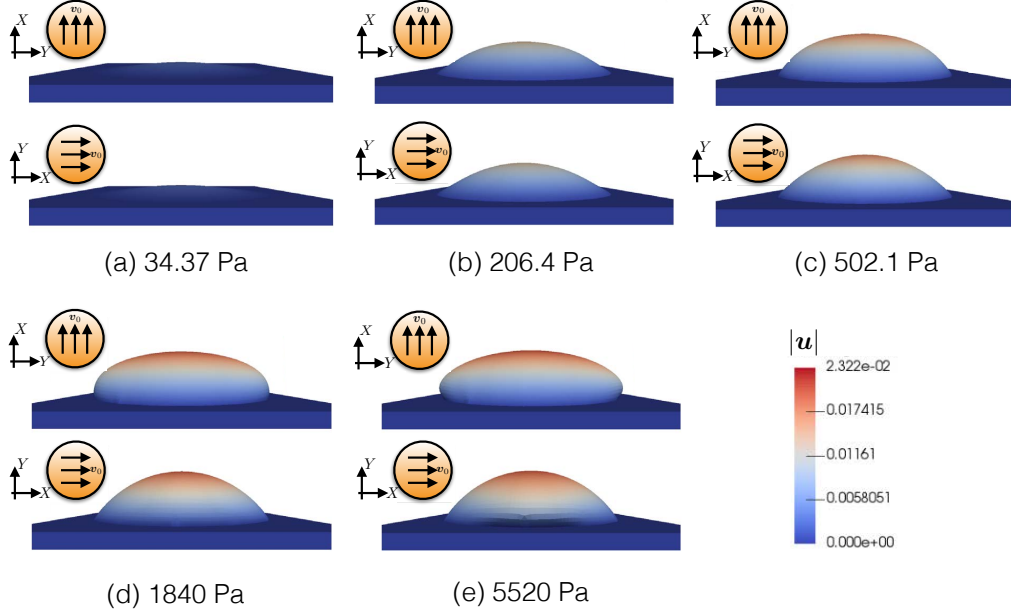 X v₀ Y
X v₀ Y
X v₀ Y
Y v₀ X
Y v₀ X
Y v₀ X
(a) 34.37 Pa
(b) 206.4 Pa
(c) 502.1 Pa
X v₀ Y
X v₀ Y
|u|
2.322e-02
0.017415
0.01161
0.0058051
0.000e+00
Y v₀ X
Y v₀ X
(d) 1840 Pa
(e) 5520 Pa